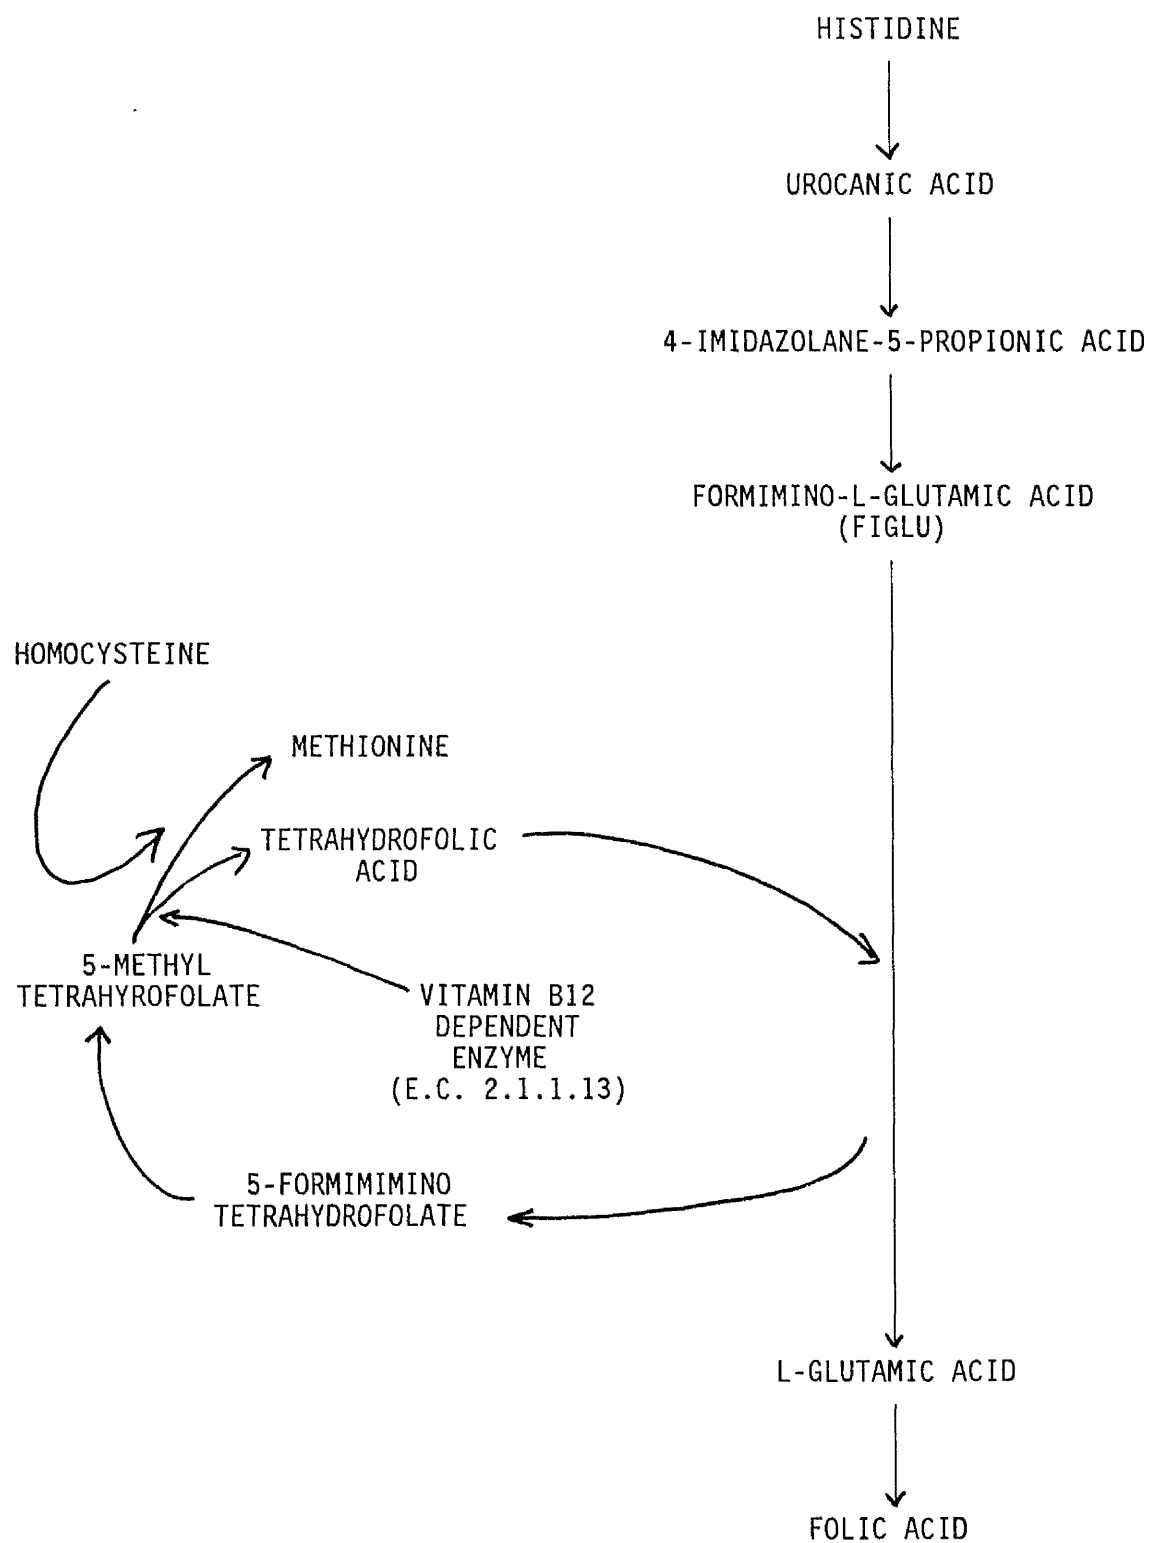 HISTIDINE
UROCANIC ACID
4-IMIDAZOLANE-5-PROPIONIC ACID
FORMIMINO-L-GLUTAMIC ACID
(FIGLU)
HOMOCYSTEINE
METHIONINE
TETRAHYDROFOLIC
ACID
5-METHYL
TETRAHYROFOLATE
VITAMIN B12
DEPENDENT
ENZYME
(E.C. 2.1.1.13)
5-FORMIMIMINO
TETRAHYDROFOLATE
L-GLUTAMIC ACID
FOLIC ACID